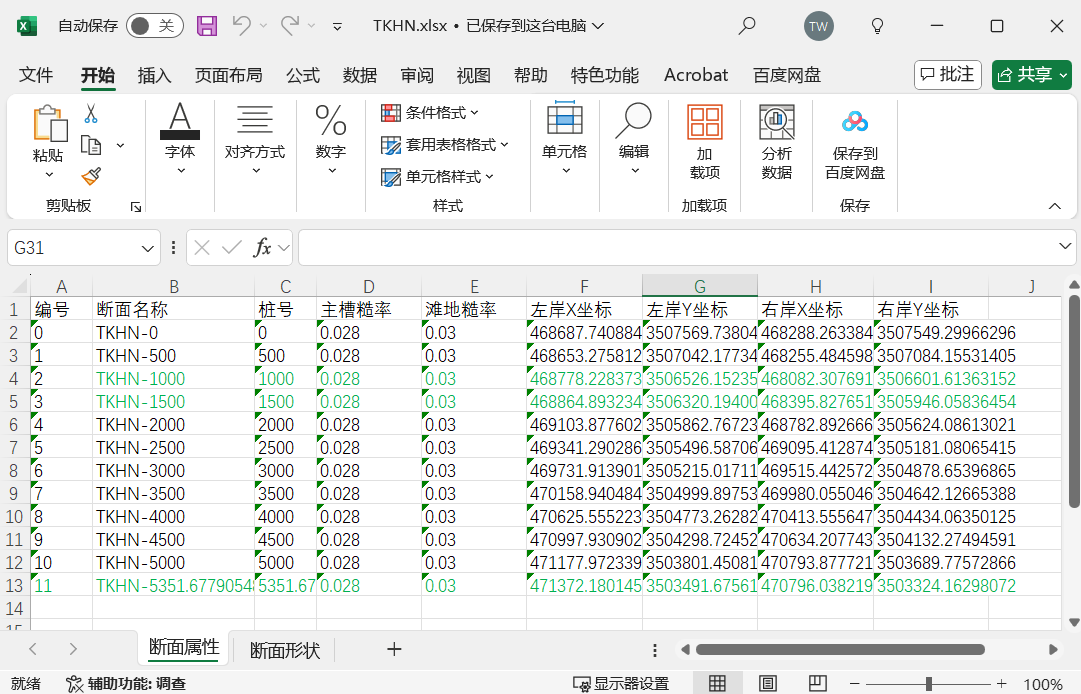 自动保存 关 TKHN.xlsx • 已保存到这台电脑 TW
文件 开始 插入 页面布局 公式 数据 审阅 视图 帮助 特色功能 Acrobat 百度网盘 批注 共享
粘贴 字体 对齐方式 % 数字 条件格式 套用表格格式 单元格样式 单元格 编辑 加载项 分析数据 保存到百度网盘
剪贴板 样式 加载项 保存
G31 fx
A B C D E F G H I J
1 编号 断面名称 桩号 主槽糙率 滩地糙率 左岸X坐标 左岸Y坐标 右岸X坐标 右岸Y坐标
2 0 TKHN-0 0 0.028 0.03 468687.740884 3507569.73804 468288.263384 3507549.29966296
3 1 TKHN-500 500 0.028 0.03 468653.275812 3507042.17734 468255.484598 3507084.15531405
4 2 TKHN-1000 1000 0.028 0.03 468778.228373 3506526.15235 468082.307691 3506601.61363152
5 3 TKHN-1500 1500 0.028 0.03 468864.893234 3506320.19400 468395.827651 3505946.05836454
6 4 TKHN-2000 2000 0.028 0.03 469103.877602 3505862.76723 468782.892666 3505624.08613021
7 5 TKHN-2500 2500 0.028 0.03 469341.290286 3505496.58706 469095.412874 3505181.08065415
8 6 TKHN-3000 3000 0.028 0.03 469731.913901 3505215.01711 469515.442572 3504878.65396865
9 7 TKHN-3500 3500 0.028 0.03 470158.940484 3504999.89753 469980.055046 3504642.12665388
10 8 TKHN-4000 4000 0.028 0.03 470625.555223 3504773.26282 470413.555647 3504434.06350125
11 9 TKHN-4500 4500 0.028 0.03 470997.930902 3504298.72452 470634.207743 3504132.27494591
12 10 TKHN-5000 5000 0.028 0.03 471177.972339 3503801.45081 470793.877721 3503689.77572866
13 11 TKHN-5351.6779054 5351.67 0.028 0.03 471372.180145 3503491.67561 470796.038219 3503324.16298072
14
15
断面属性 断面形状
就绪 辅助功能: 调查 显示器设置 100%